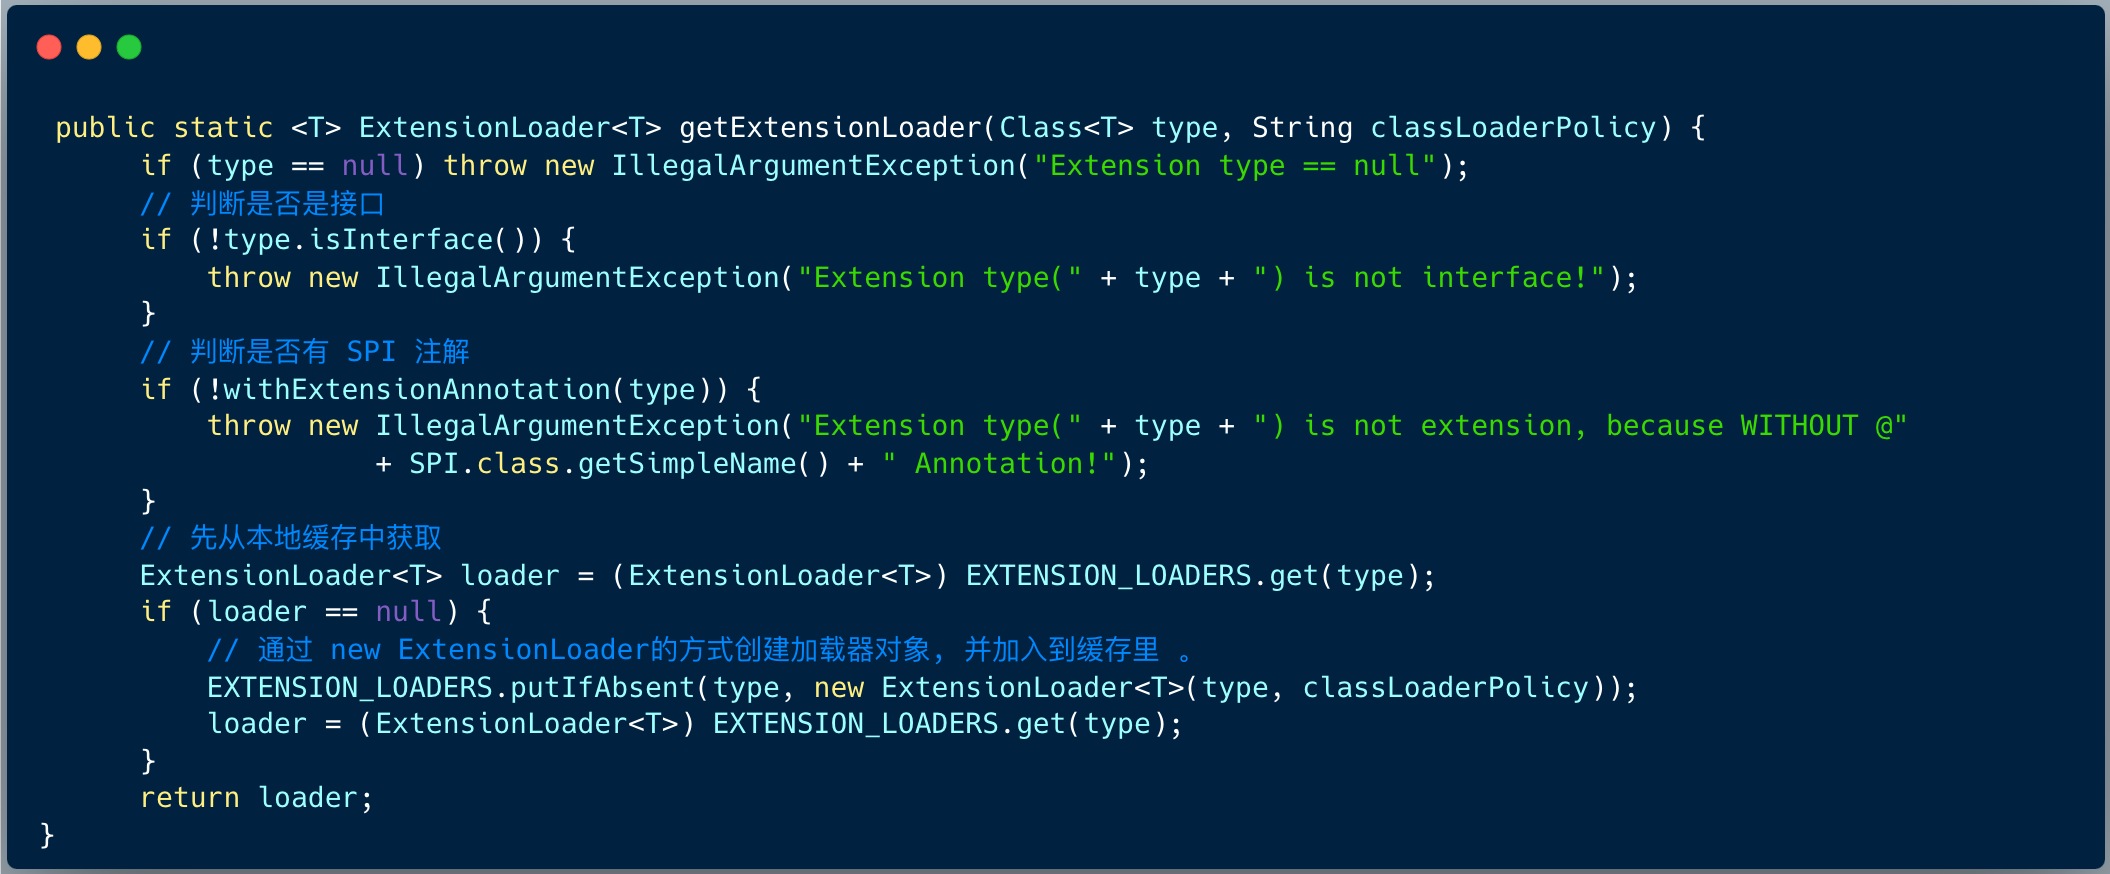 public static <T> ExtensionLoader<T> getExtensionLoader(Class<T> type, String classLoaderPolicy) {
if (type == null) throw new IllegalArgumentException("Extension type == null");
// 判断是否是接口
if (!type.isInterface()) {
throw new IllegalArgumentException("Extension type(" + type + ") is not interface!");
}
// 判断是否有 SPI 注解
if (!withExtensionAnnotation(type)) {
throw new IllegalArgumentException("Extension type(" + type + ") is not extension, because WITHOUT @"
+ SPI.class.getSimpleName() + " Annotation!");
}
// 先从本地缓存中获取
ExtensionLoader<T> loader = (ExtensionLoader<T>) EXTENSION_LOADERS.get(type);
if (loader == null) {
// 通过 new ExtensionLoader的方式创建加载器对象, 并加入到缓存里 。
EXTENSION_LOADERS.putIfAbsent(type, new ExtensionLoader<T>(type, classLoaderPolicy));
loader = (ExtensionLoader<T>) EXTENSION_LOADERS.get(type);
}
return loader;
}